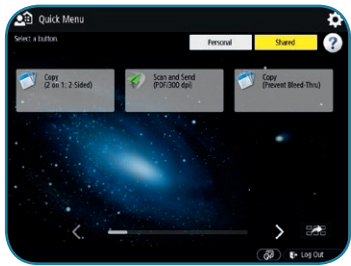 Quick Menu
Select a button.
Personal
Shared
?
Copy
(2 on 1: 2-Sided)
Scan and Send
(PDF/300 dpi)
Copy
(Prevent Bleed-Thru)
Log Out